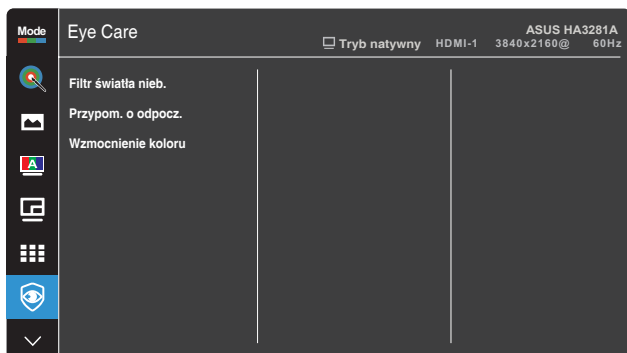 Mode
Eye Care
ASUS HA3281A
Tryb natywny HDMI-1 3840x2160@ 60Hz
Filtr światła nieb.
Przypom. o odpocz.
Wzmocnienie koloru
A